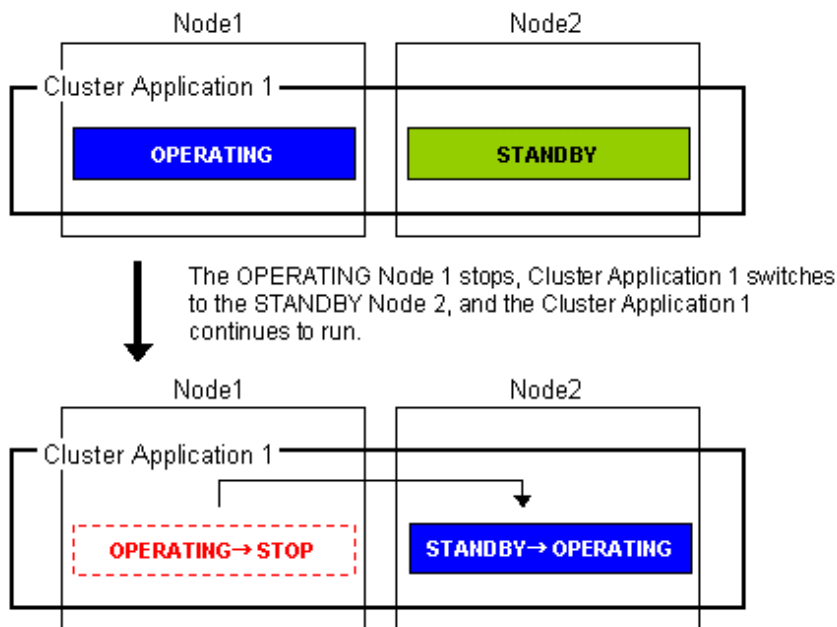 Node1
Node2
Cluster Application 1
OPERATING
STANDBY
The OPERATING Node 1 stops, Cluster Application 1 switches
to the STANDBY Node 2, and the Cluster Application 1
continues to run.
Node1
Node2
Cluster Application 1
OPERATING→STOP
STANDBY→OPERATING